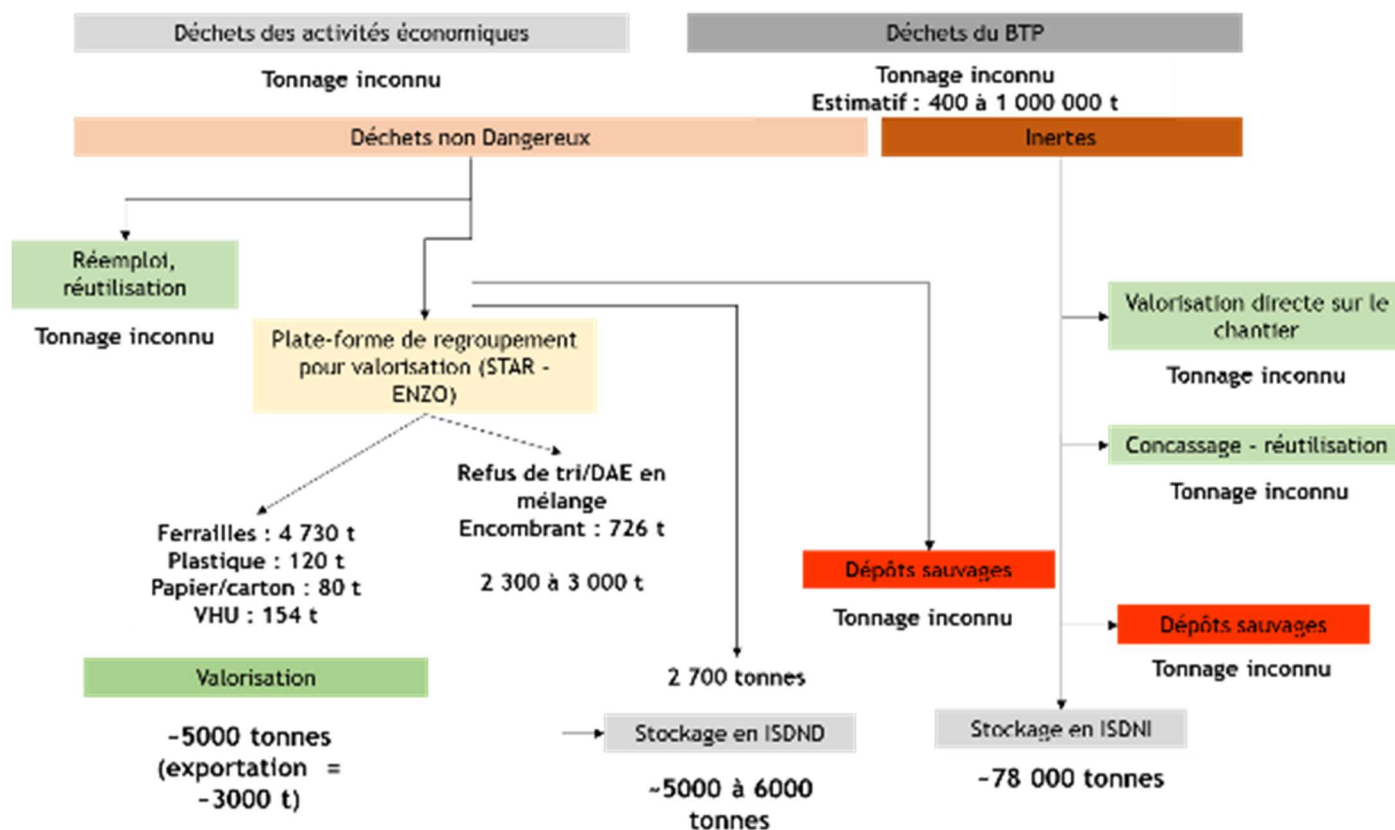 Déchets des activités économiques
Tonnage inconnu
Déchets du BTP
Tonnage inconnu
Estimatif : 400 à 1 000 000 t
Déchets non Dangereux
Inertes
Réemploi,
réutilisation
Tonnage inconnu
Plate-forme de regroupement
pour valorisation (STAR -
ENZO)
Valorisation directe sur le
chantier
Tonnage inconnu
Concassage - réutilisation
Tonnage inconnu
Refus de tri/DAE en
mélange
Encombrant : 726 t
2 300 à 3 000 t
Ferrailles : 4 730 t
Plastique : 120 t
Papier/carton : 80 t
VHU : 154 t
Dépôts sauvages
Tonnage inconnu
Dépôts sauvages
Tonnage inconnu
Valorisation
~5000 tonnes
(exportation =
~3000 t)
2 700 tonnes
Stockage en ISDND
~5000 à 6000
tonnes
Stockage en ISDNI
~78 000 tonnes